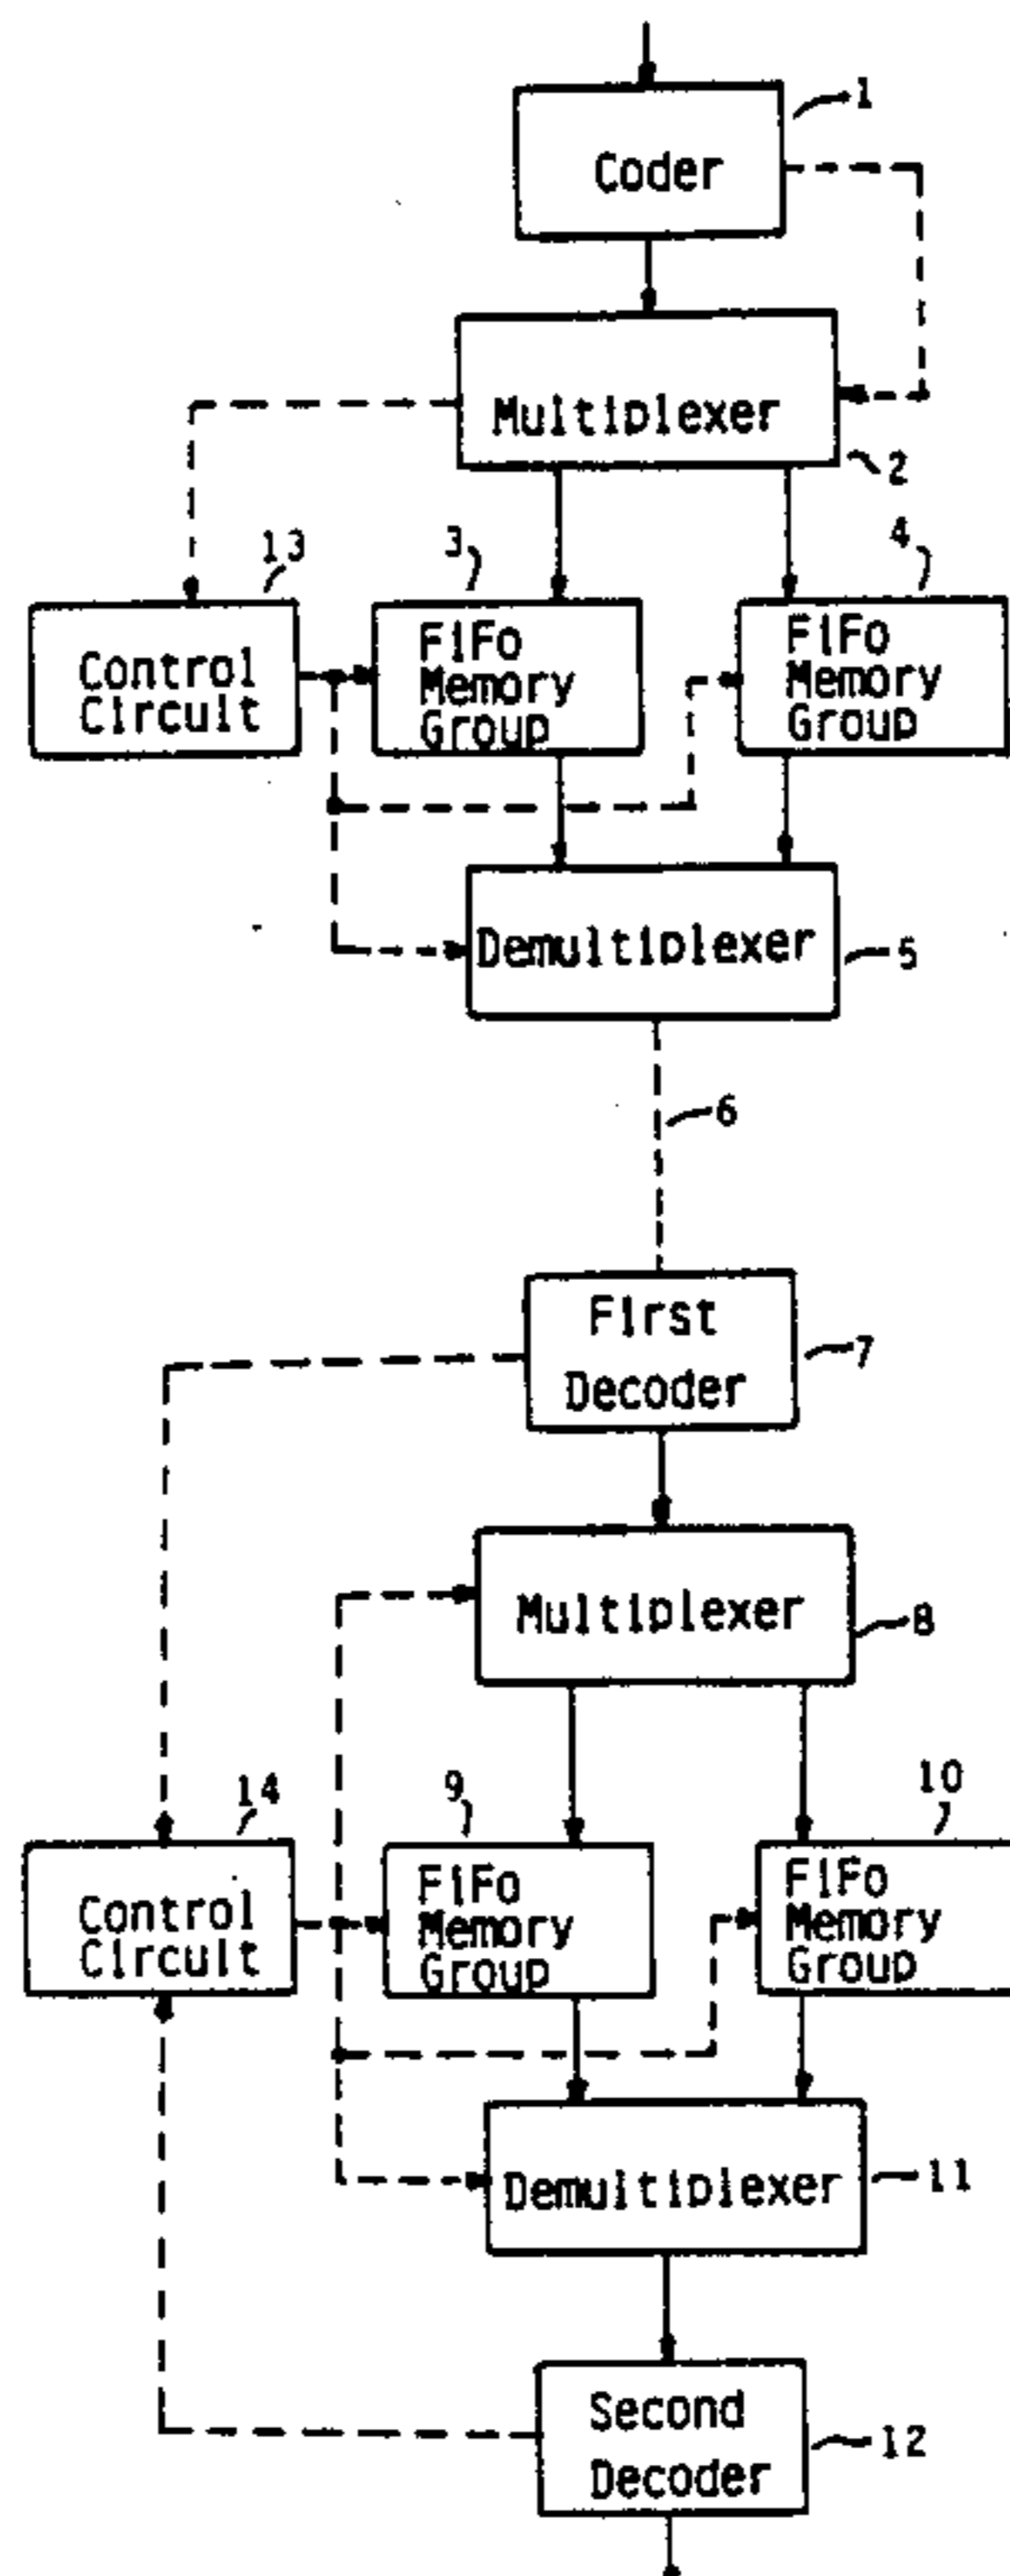 1
Coder
Multiplexer
2
13
3
4
Control
Circuit
FiFo
Memory
Group
FiFo
Memory
Group
Demultiplexer
5
6
First
Decoder
7
Multiplexer
8
14
9
10
Control
Circuit
FiFo
Memory
Group
FiFo
Memory
Group
Demultiplexer
11
Second
Decoder
12